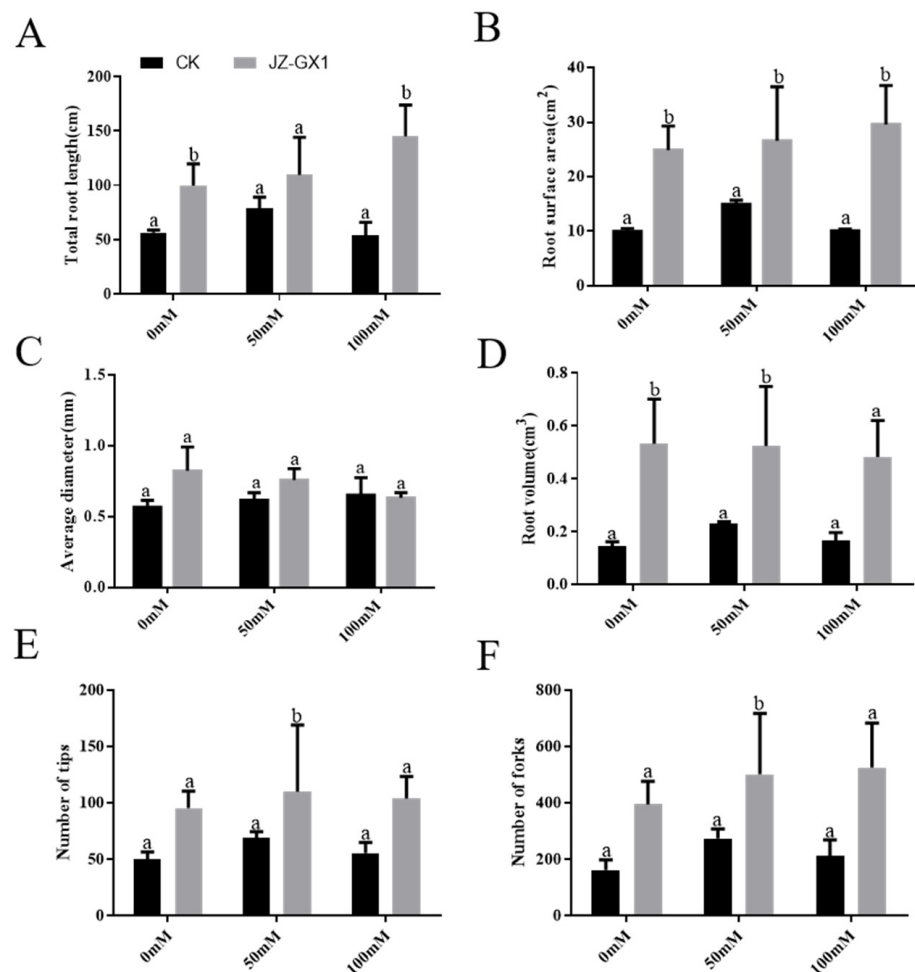 A
CK JZ-GX1
Total root length(cm)
200
150
100
50
0
a b a a a b
0mM 50mM 100mM
B
Root surface area(cm²)
40
30
20
10
0
a b a b a b
0mM 50mM 100mM
C
Average diameter(mm)
1.5
1.0
0.5
0.0
a a a a a a
0mM 50mM 100mM
D
Root volume(cm³)
0.8
0.6
0.4
0.2
0.0
a b a b a a
0mM 50mM 100mM
E
Number of tips
200
150
100
50
0
a a a b a a
0mM 50mM 100mM
F
Number of forks
800
600
400
200
0
a a a b a a
0mM 50mM 100mM